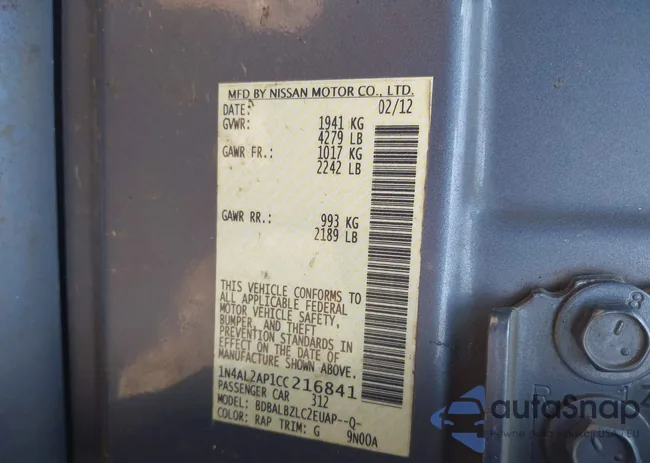 MFD BY NISSAN MOTOR CO., LTD.
DATE: 02/12
GVWR: 1941 KG
4279 LB
GAWR FR.: 1017 KG
2242 LB
GAWR RR.: 993 KG
2189 LB
THIS VEHICLE CONFORMS TO
ALL APPLICABLE FEDERAL
MOTOR VEHICLE SAFETY,
BUMPER, AND THEFT
PREVENTION STANDARDS IN
EFFECT ON THE DATE OF
MANUFACTURE SHOWN ABOVE.
1N4AL2AP1CC216841
PASSENGER CAR 312
MODEL: BDBALBZLC2EUAP--Q-
COLOR: RAP TRIM: G 9N00A
8
autoSnap